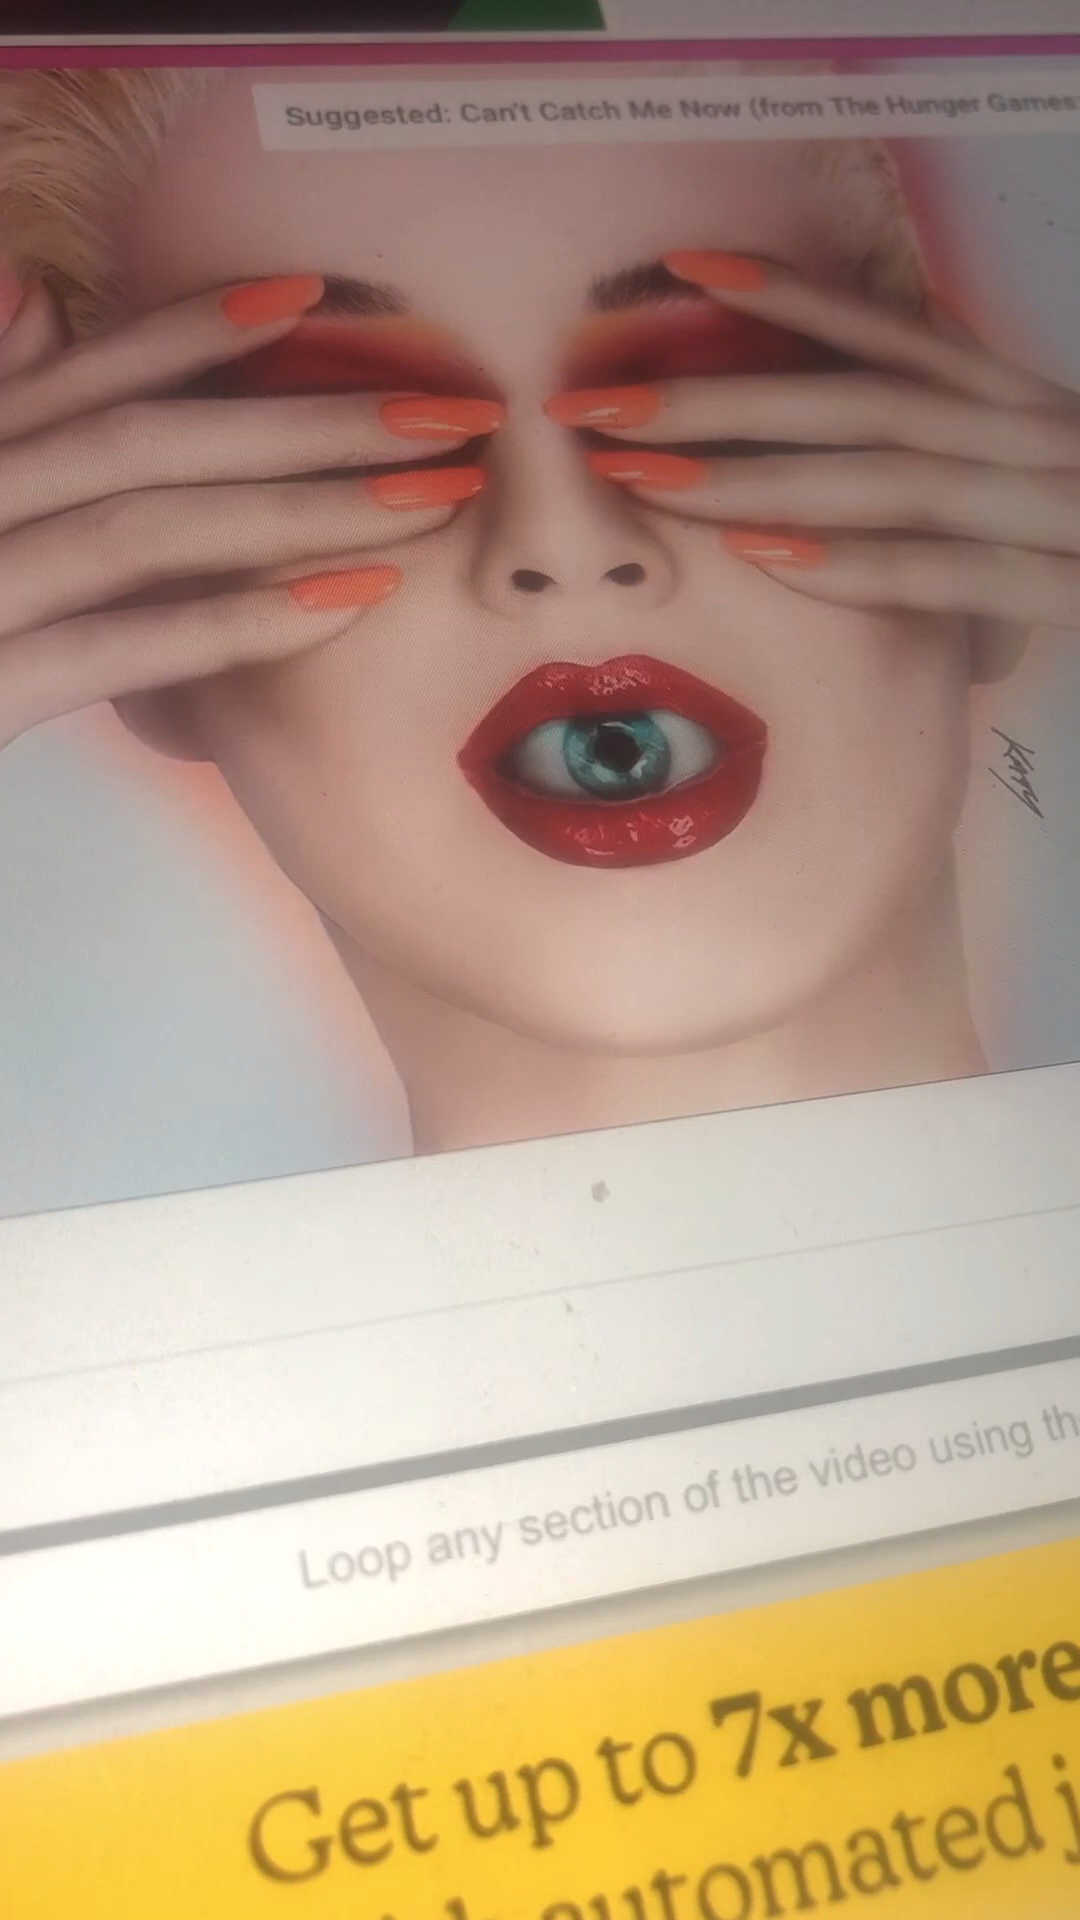 Suggested: Can't Catch Me Now (from The Hunger Games:
Loop any section of the video using th
Get up to 7x more
automated j